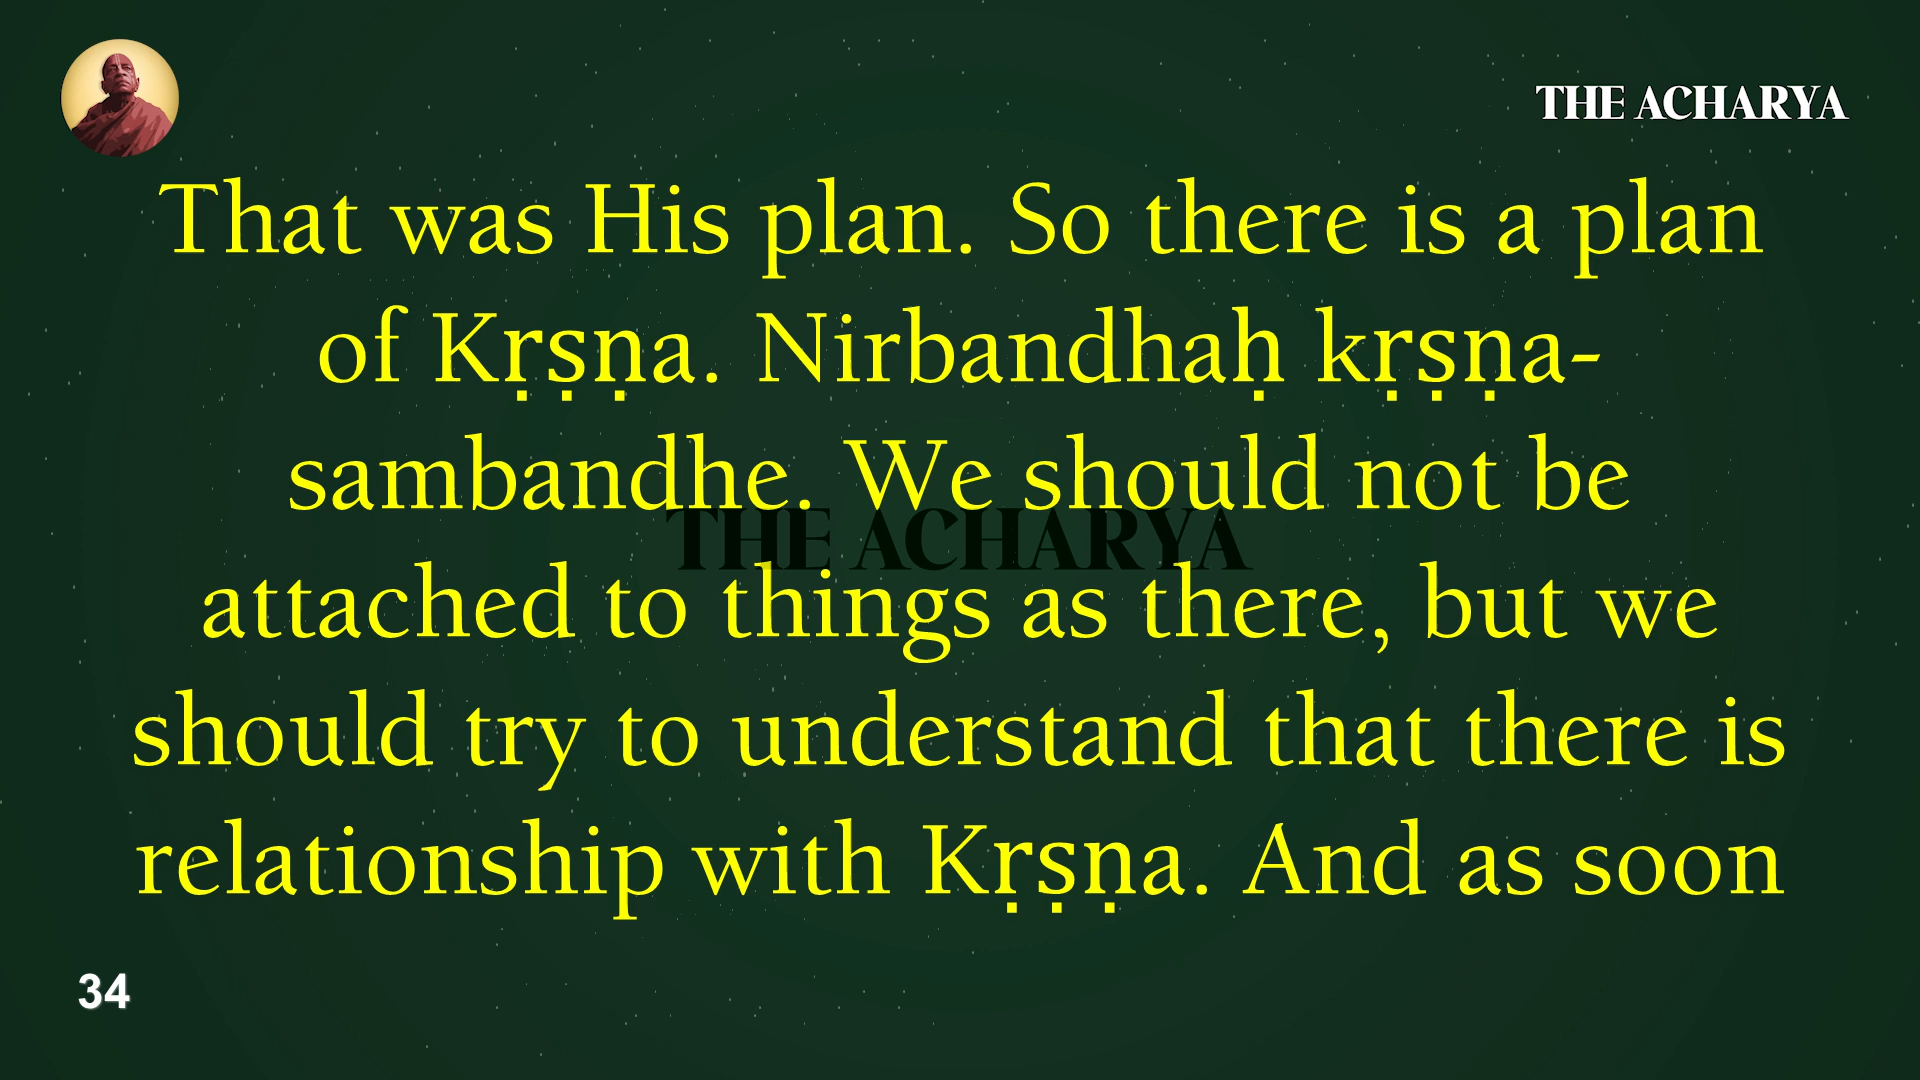 THE ACHARYA
That was His plan. So there is a plan
of Kṛṣṇa. Nirbandhaḥ kṛṣṇa-
sambandhe. We should not be
THE ACHARYA
attached to things as there, but we
should try to understand that there is
relationship with Kṛṣṇa. And as soon
34